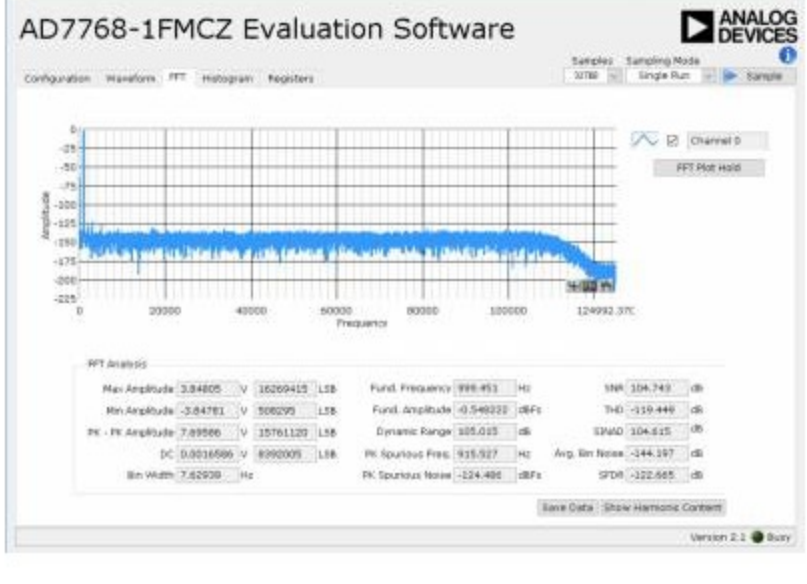 AD7768-1FMCZ Evaluation Software
ANALOG
DEVICES
Samples Sampling Mode
Configuration Waveform FFT Histogram Registers
32768 Single Run Sample
0
-25
-50
-75
-100
-125
-150
-175
-200
-225
Amplitude
Channel 0
FFT Plot Hold
0 20000 40000 60000 80000 100000 124992.37
Frequency
FFT Analysis
Max Amplitude 3.84805 V 16269415 LSB
Min Amplitude -3.84781 V 508295 LSB
PK - PK Amplitude 7.69586 V 15761120 LSB
DC 0.0016586 V 8392005 LSB
Bin Width 7.62939 Hz
Fund. Frequency 999.451 Hz
Fund. Amplitude -0.548232 dBFs
Dynamic Range 105.015 dB
PK Spurious Freq. 915.527 Hz
PK Spurious Noise -124.486 dBFs
SNR 104.743 dB
THD -119.449 dB
SINAD 104.615 dB
Avg. Bin Noise -144.197 dB
SFDR -122.665 dB
Save Data Show Harmonic Content
Version 2.1 Busy